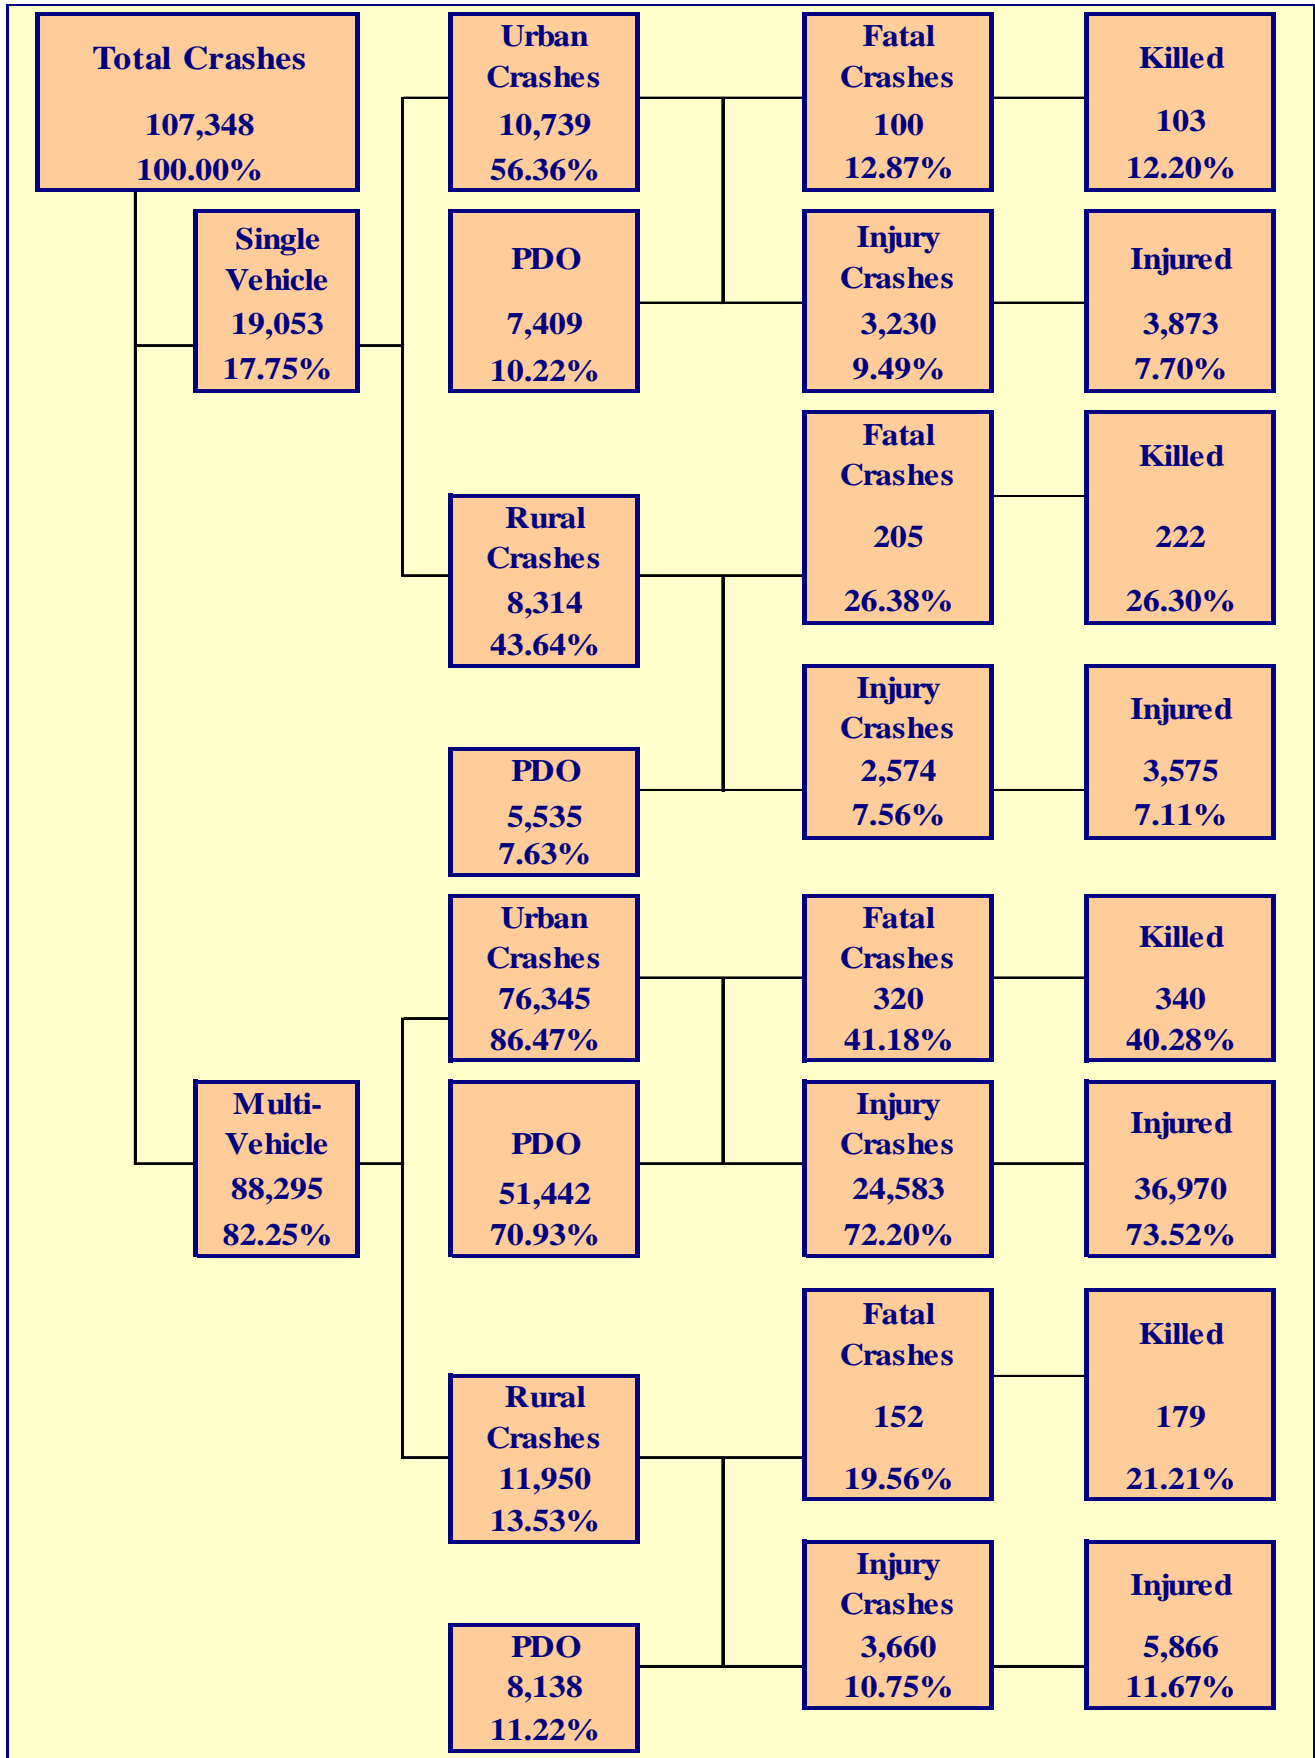 Total Crashes
107,348
100.00%
Single
Vehicle
19,053
17.75%
Urban
Crashes
10,739
56.36%
Fatal
Crashes
100
12.87%
Killed
103
12.20%
PDO
7,409
10.22%
Injury
Crashes
3,230
9.49%
Injured
3,873
7.70%
Rural
Crashes
8,314
43.64%
Fatal
Crashes
205
26.38%
Killed
222
26.30%
PDO
5,535
7.63%
Injury
Crashes
2,574
7.56%
Injured
3,575
7.11%
Multi-
Vehicle
88,295
82.25%
Urban
Crashes
76,345
86.47%
Fatal
Crashes
320
41.18%
Killed
340
40.28%
PDO
51,442
70.93%
Injury
Crashes
24,583
72.20%
Injured
36,970
73.52%
Rural
Crashes
11,950
13.53%
Fatal
Crashes
152
19.56%
Killed
179
21.21%
PDO
8,138
11.22%
Injury
Crashes
3,660
10.75%
Injured
5,866
11.67%